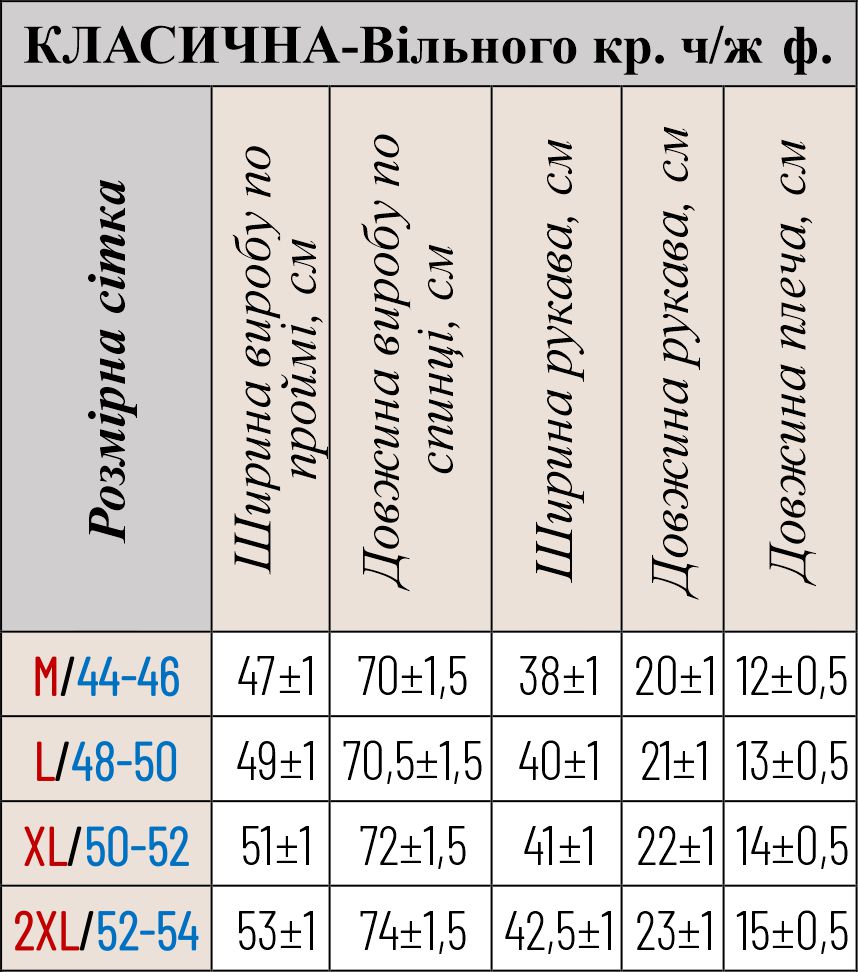 КЛАСИЧНА-Вільного кр. ч/ж ф.
Розмірна сітка
Ширина виробу по
проймі, см
Довжина виробу по
спинці, см
Ширина рукава, см
Довжина рукава, см
Довжина плеча, см
M/44-46 47±1 70±1,5 38±1 20±1 12±0,5
L/48-50 49±1 70,5±1,5 40±1 21±1 13±0,5
XL/50-52 51±1 72±1,5 41±1 22±1 14±0,5
2XL/52-54 53±1 74±1,5 42,5±1 23±1 15±0,5